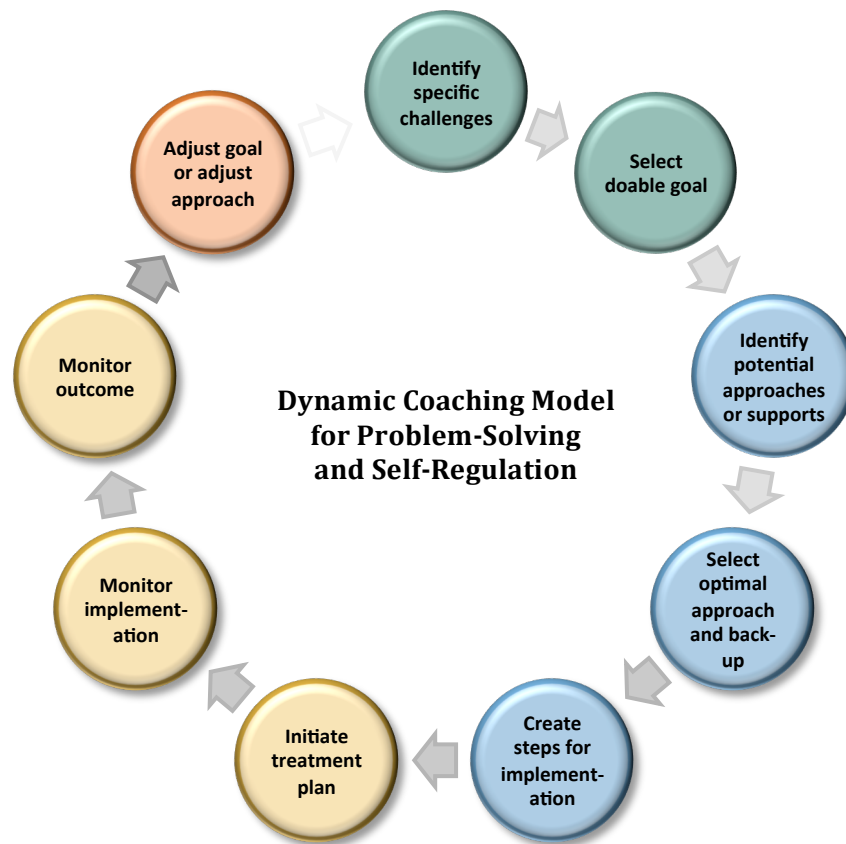 Identify
specific
challenges
Select
doable goal
Identify
potential
approaches
or supports
Select
optimal
approach
and back-
up
Create
steps for
implement-
ation
Initiate
treatment
plan
Monitor
implement-
ation
Monitor
outcome
Adjust goal
or adjust
approach
Dynamic Coaching Model
for Problem-Solving
and Self-Regulation